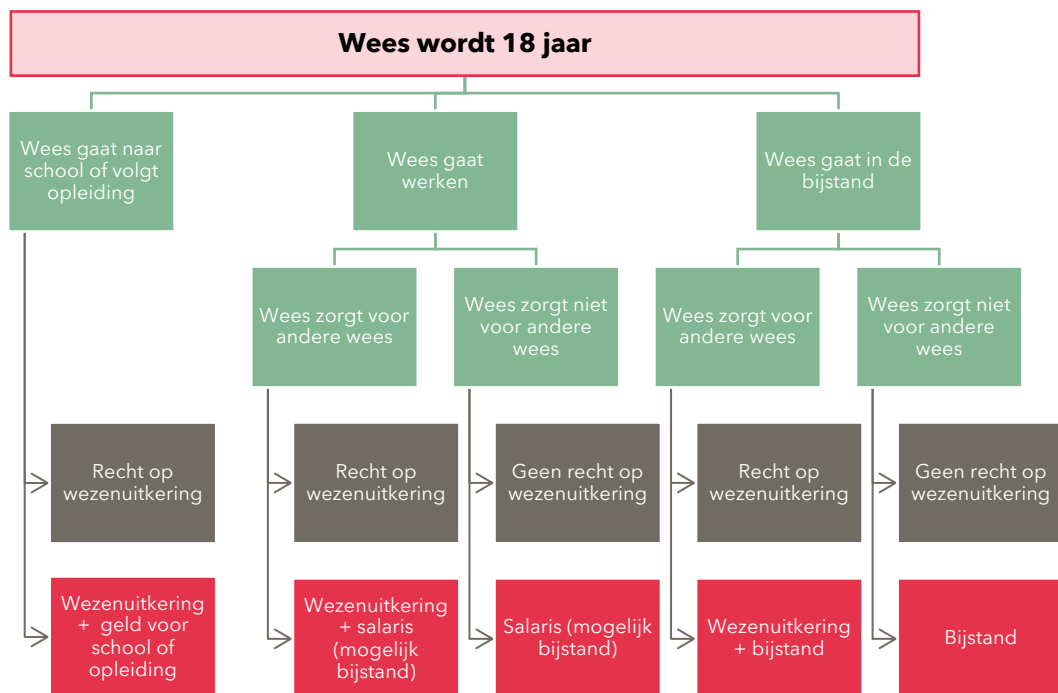 Wees wordt 18 jaar
Wees gaat naar
school of volgt
opleiding
Wees gaat
werken
Wees gaat in de
bijstand
Wees zorgt voor
andere wees
Wees zorgt niet
voor andere
wees
Wees zorgt voor
andere wees
Wees zorgt niet
voor andere
wees
Recht op
wezenuitkering
Recht op
wezenuitkering
Geen recht op
wezenuitkering
Recht op
wezenuitkering
Geen recht op
wezenuitkering
Wezenuitkering
+ geld voor
school of
opleiding
Wezenuitkering
+ salaris
(mogelijk
bijstand)
Salaris (mogelijk
bijstand)
Wezenuitkering
+ bijstand
Bijstand